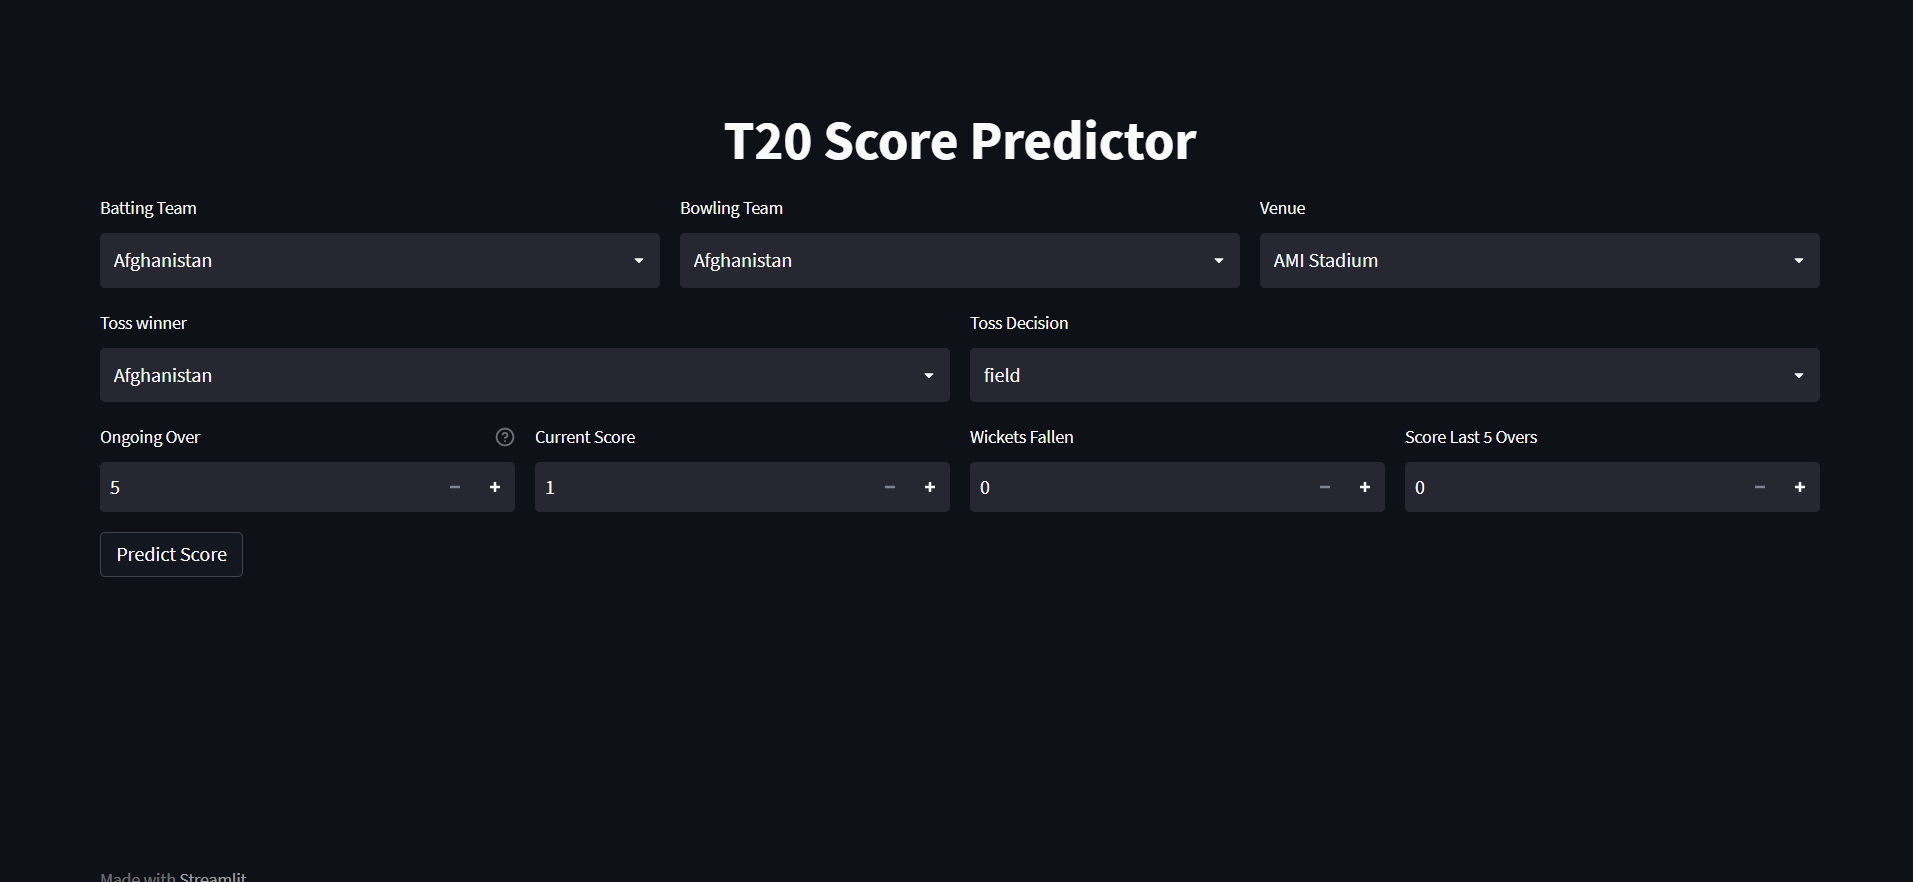 T20 Score Predictor
Batting Team Bowling Team Venue
Afghanistan Afghanistan AMI Stadium
Toss winner Toss Decision
Afghanistan field
Ongoing Over Current Score Wickets Fallen Score Last 5 Overs
5 − + 1 − + 0 − + 0 − +
Predict Score
Made with Streamlit